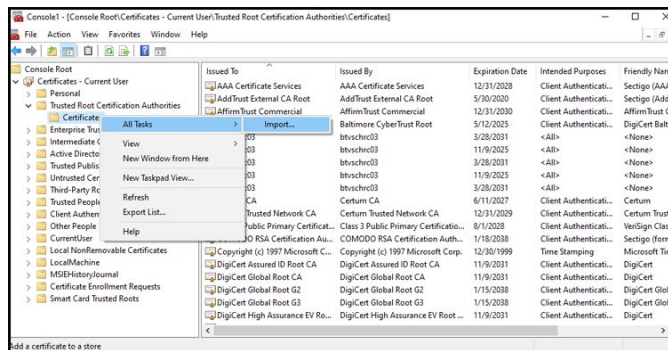 Console1 - [Console Root\Certificates - Current User\Trusted Root Certification Authorities\Certificates]
File Action View Favorites Window Help
Console Root
Certificates - Current User
Personal
Trusted Root Certification Authorities
Certificate
Enterprise Trus
Intermediate C
Active Directo
Trusted Publis
Untrusted Cer
Third-Party Ro
Trusted People
Client Authen
Other People
CurrentUser
Local NonRemovable Certificates
LocalMachine
MSIEHistoryJournal
Certificate Enrollment Requests
Smart Card Trusted Roots
All Tasks
View
New Window from Here
New Taskpad View...
Refresh
Export List...
Help
Import...
Issued To Issued By Expiration Date Intended Purposes Friendly Nam
AAA Certificate Services AAA Certificate Services 12/31/2028 Client Authenticati... Sectigo (AAA
AddTrust External CA Root AddTrust External CA Root 5/30/2020 Client Authenticati... Sectigo (Add
AffirmTrust Commercial AffirmTrust Commercial 12/31/2030 Client Authenticati... AffirmTrust C
Baltimore CyberTrust Root 5/12/2025 Client Authenticati... DigiCert Balt
03 btvschrc03 3/28/2031 <All> <None>
03 btvschrc03 11/9/2025 <All> <None>
03 btvschrc03 3/28/2031 <All> <None>
03 btvschrc03 11/9/2025 <All> <None>
03 btvschrc03 3/28/2031 <All> <None>
CA Certum CA 6/11/2027 Client Authenticati... Certum
Trusted Network CA Certum Trusted Network CA 12/31/2029 Client Authenticati... Certum Trust
Public Primary Certificat... Class 3 Public Primary Certificatio... 8/1/2028 Client Authenticati... VeriSign Clas
DO RSA Certification Au... COMODO RSA Certification Auth... 1/18/2038 Client Authenticati... Sectigo (form
Copyright (c) 1997 Microsoft C... Copyright (c) 1997 Microsoft Corp. 12/30/1999 Time Stamping Microsoft Ti
DigiCert Assured ID Root CA DigiCert Assured ID Root CA 11/9/2031 Client Authenticati... DigiCert
DigiCert Global Root CA DigiCert Global Root CA 11/9/2031 Client Authenticati... DigiCert
DigiCert Global Root G2 DigiCert Global Root G2 1/15/2038 Client Authenticati... DigiCert Glob
DigiCert Global Root G3 DigiCert Global Root G3 1/15/2038 Client Authenticati... DigiCert Glob
DigiCert High Assurance EV Ro... DigiCert High Assurance EV Root ... 11/9/2031 Client Authenticati... DigiCert
Add a certificate to a store